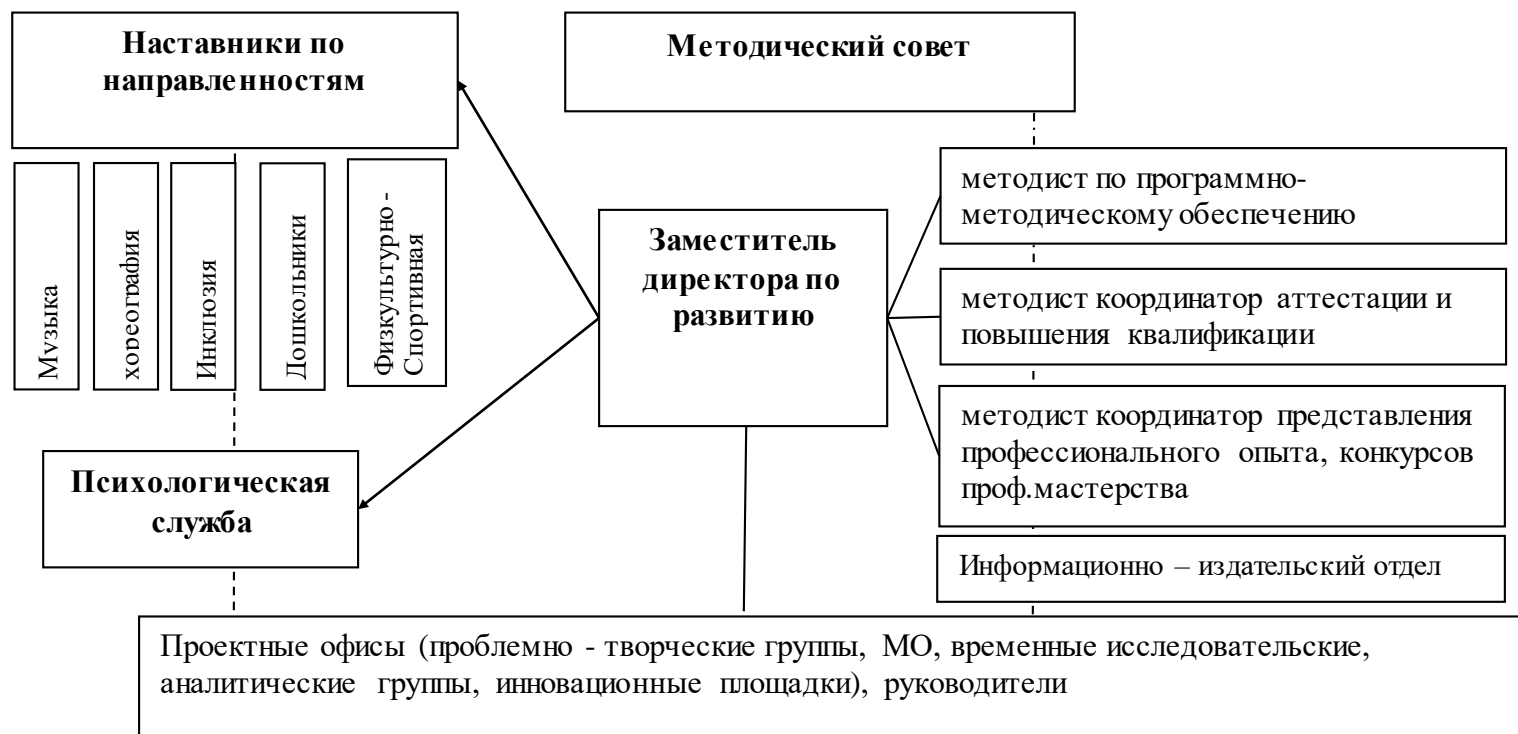 Наставники по
направленностям
Методический совет
Музыка
хореография
Инклюзия
Дошкольники
Физкультурно -
Спортивная
Заместитель
директора по
развитию
методист по программно-
методическому обеспечению
методист координатор аттестации и
повышения квалификации
методист координатор представления
профессионального опыта, конкурсов
проф.мастерства
Психологическая
служба
Информационно – издательский отдел
Проектные офисы (проблемно - творческие группы, МО, временные исследовательские,
аналитические группы, инновационные площадки), руководители